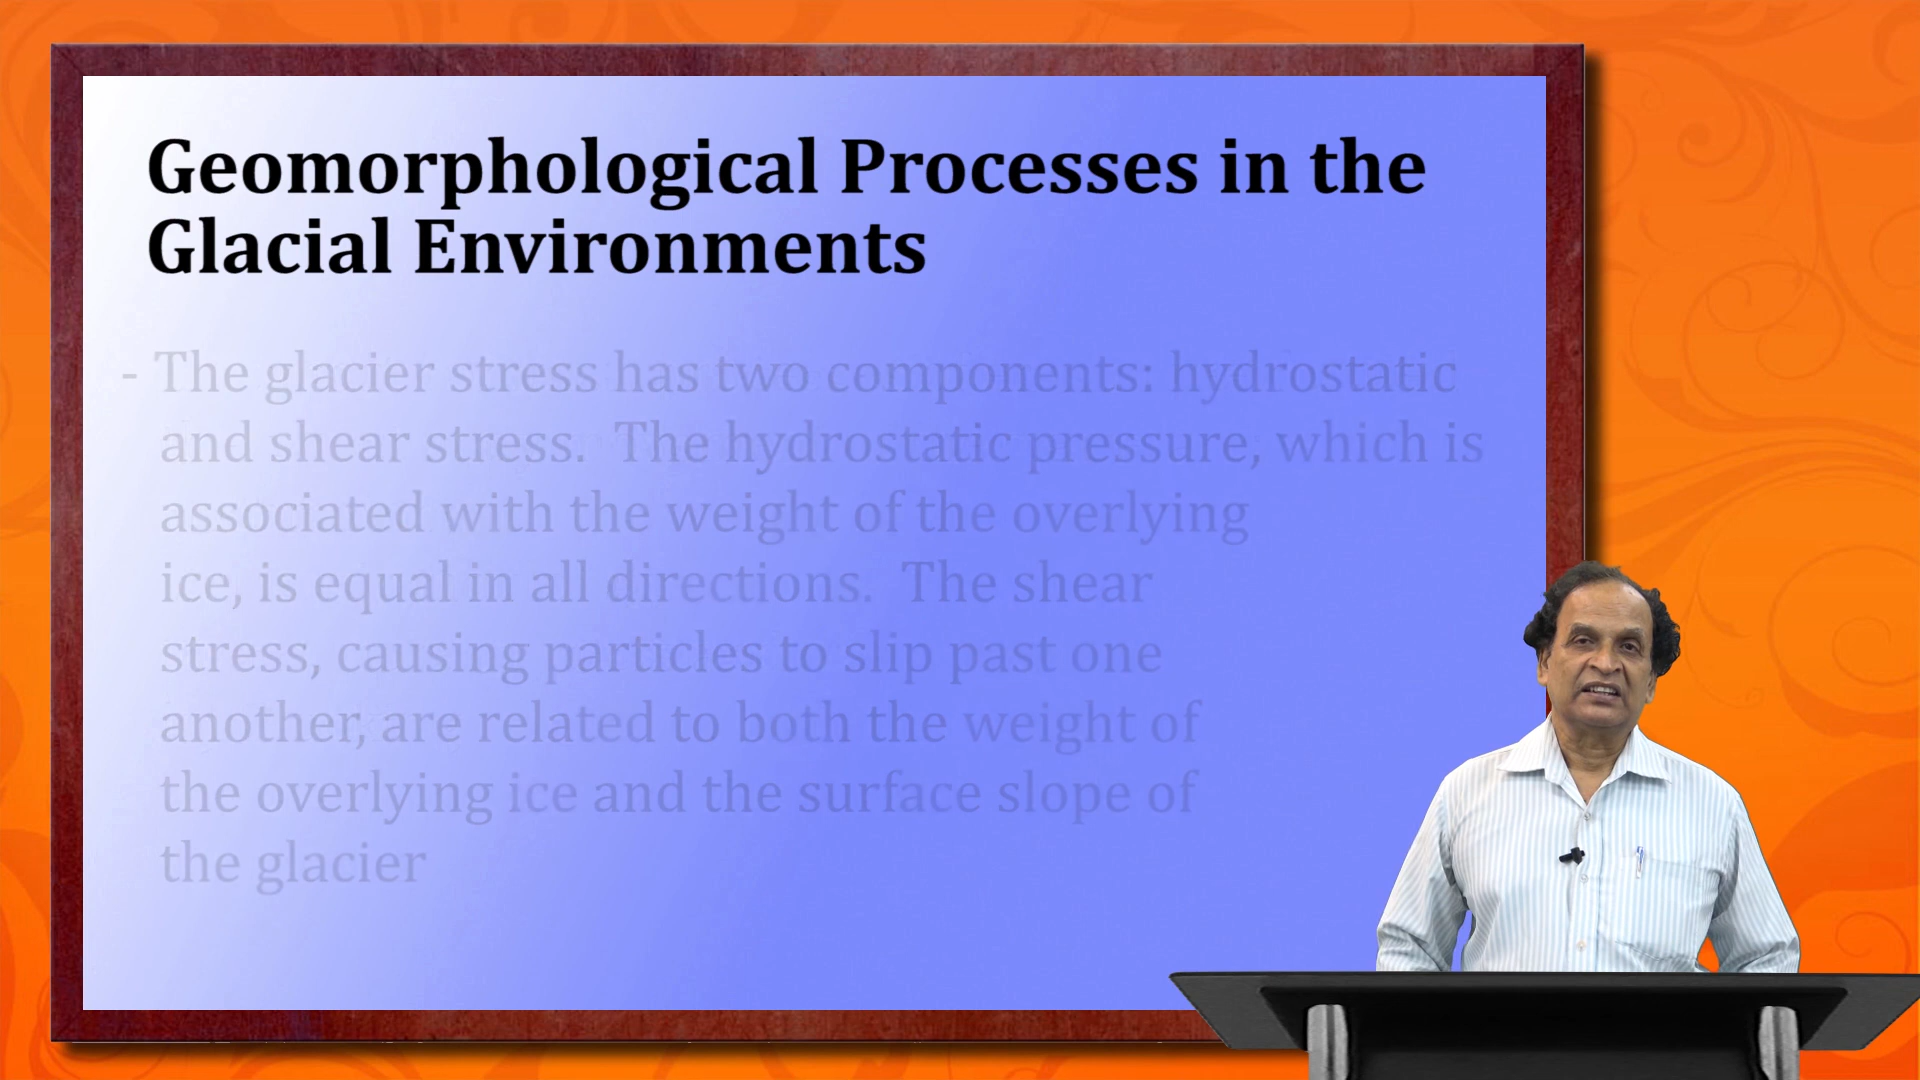 Geomorphological Processes in the
Glacial Environments
- The glacier stress has two components: hydrostatic
and shear stress. The hydrostatic pressure, which is
associated with the weight of the overlying
ice, is equal in all directions. The shear
stress, causing particles to slip past one
another, are related to both the weight of
the overlying ice and the surface slope of
the glacier